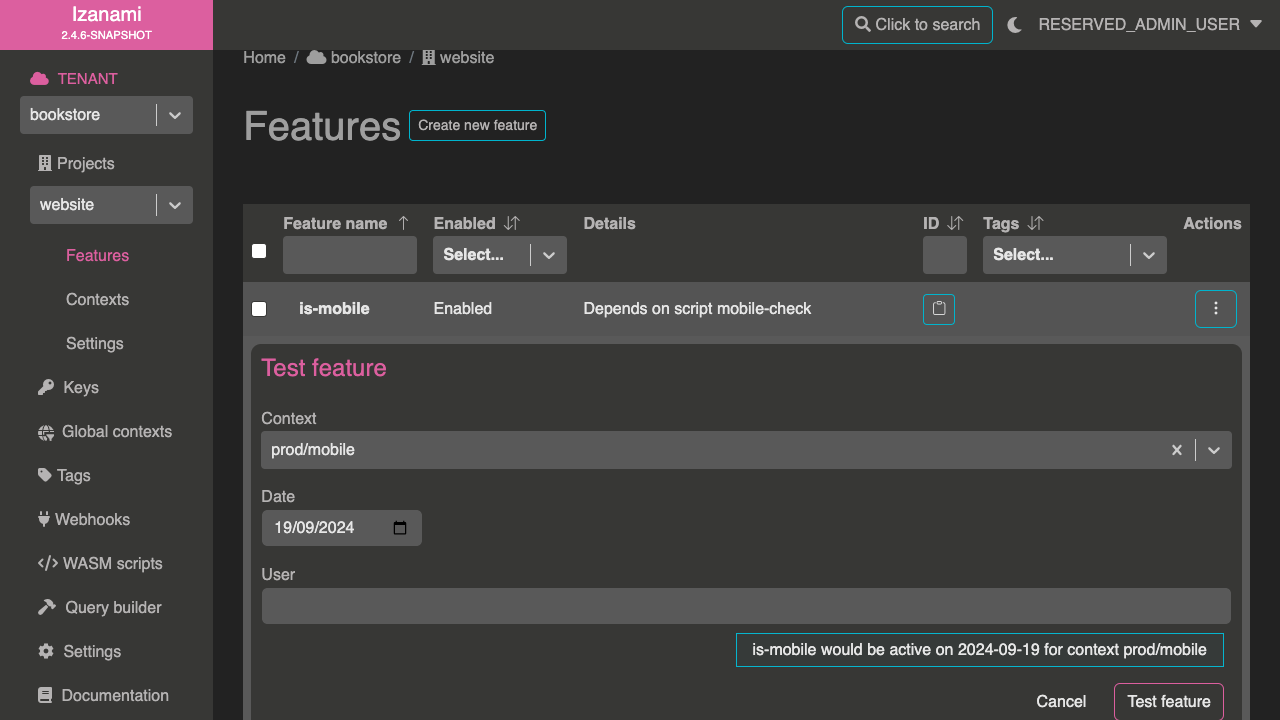 Izanami
2.4.6-SNAPSHOT
Click to search
RESERVED_ADMIN_USER
TENANT
bookstore
Projects
website
Features
Contexts
Settings
Keys
Global contexts
Tags
Webhooks
WASM scripts
Query builder
Settings
Documentation
Home / bookstore / website
Features Create new feature
Feature name Enabled Details ID Tags Actions
Select... Select...
is-mobile Enabled Depends on script mobile-check
Test feature
Context
prod/mobile
Date
19/09/2024
User
is-mobile would be active on 2024-09-19 for context prod/mobile
Cancel Test feature